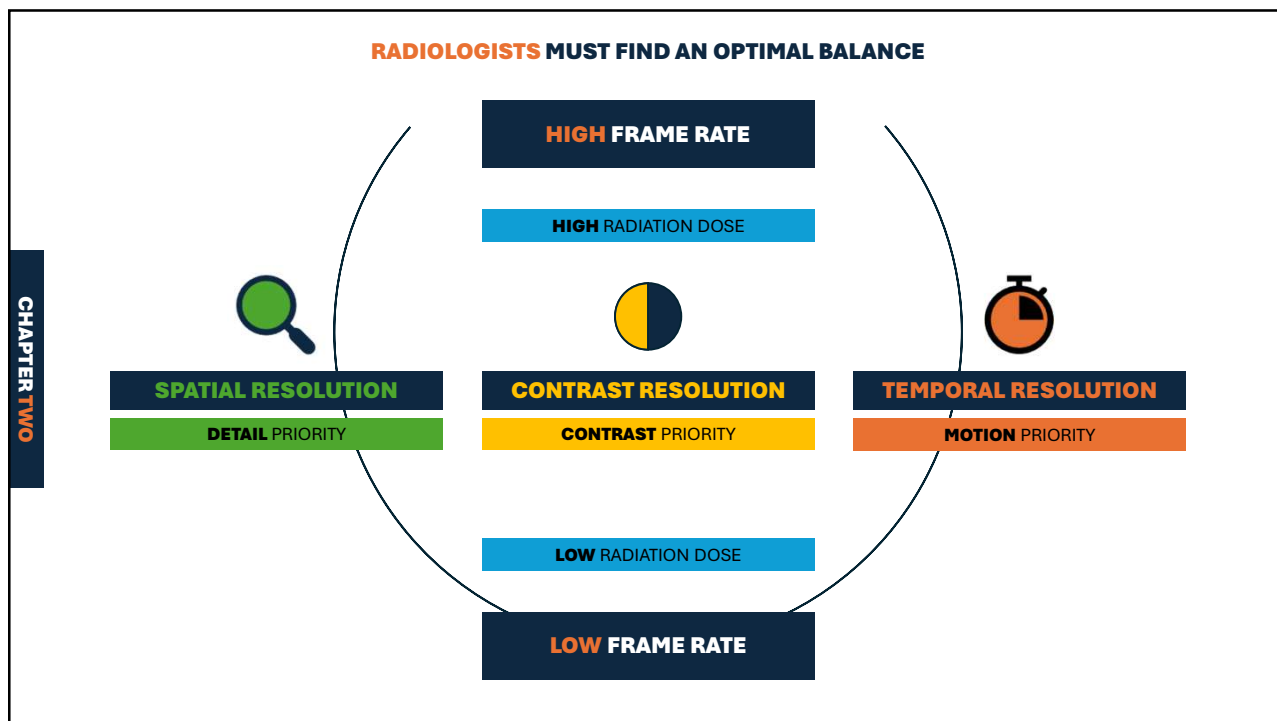 RADIOLOGISTS MUST FIND AN OPTIMAL BALANCE
HIGH FRAME RATE
HIGH RADIATION DOSE
CHAPTER TWO
SPATIAL RESOLUTION
DETAIL PRIORITY
CONTRAST RESOLUTION
CONTRAST PRIORITY
TEMPORAL RESOLUTION
MOTION PRIORITY
LOW RADIATION DOSE
LOW FRAME RATE